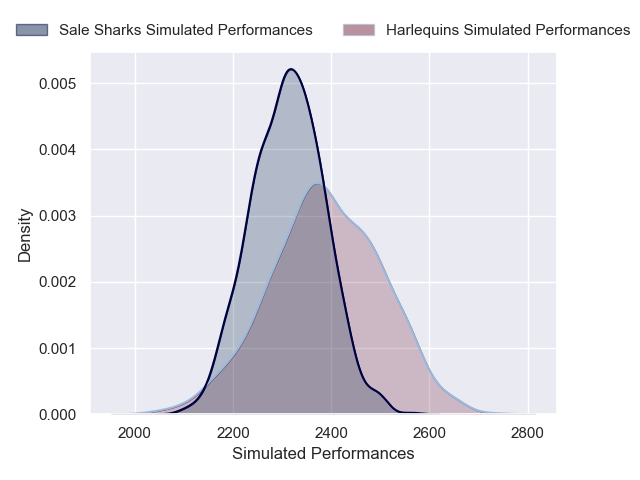 Sale Sharks Simulated Performances Harlequins Simulated Performances
0.005
0.004
0.003
0.002
0.001
0.000
Density
2000 2200 2400 2600 2800
Simulated Performances